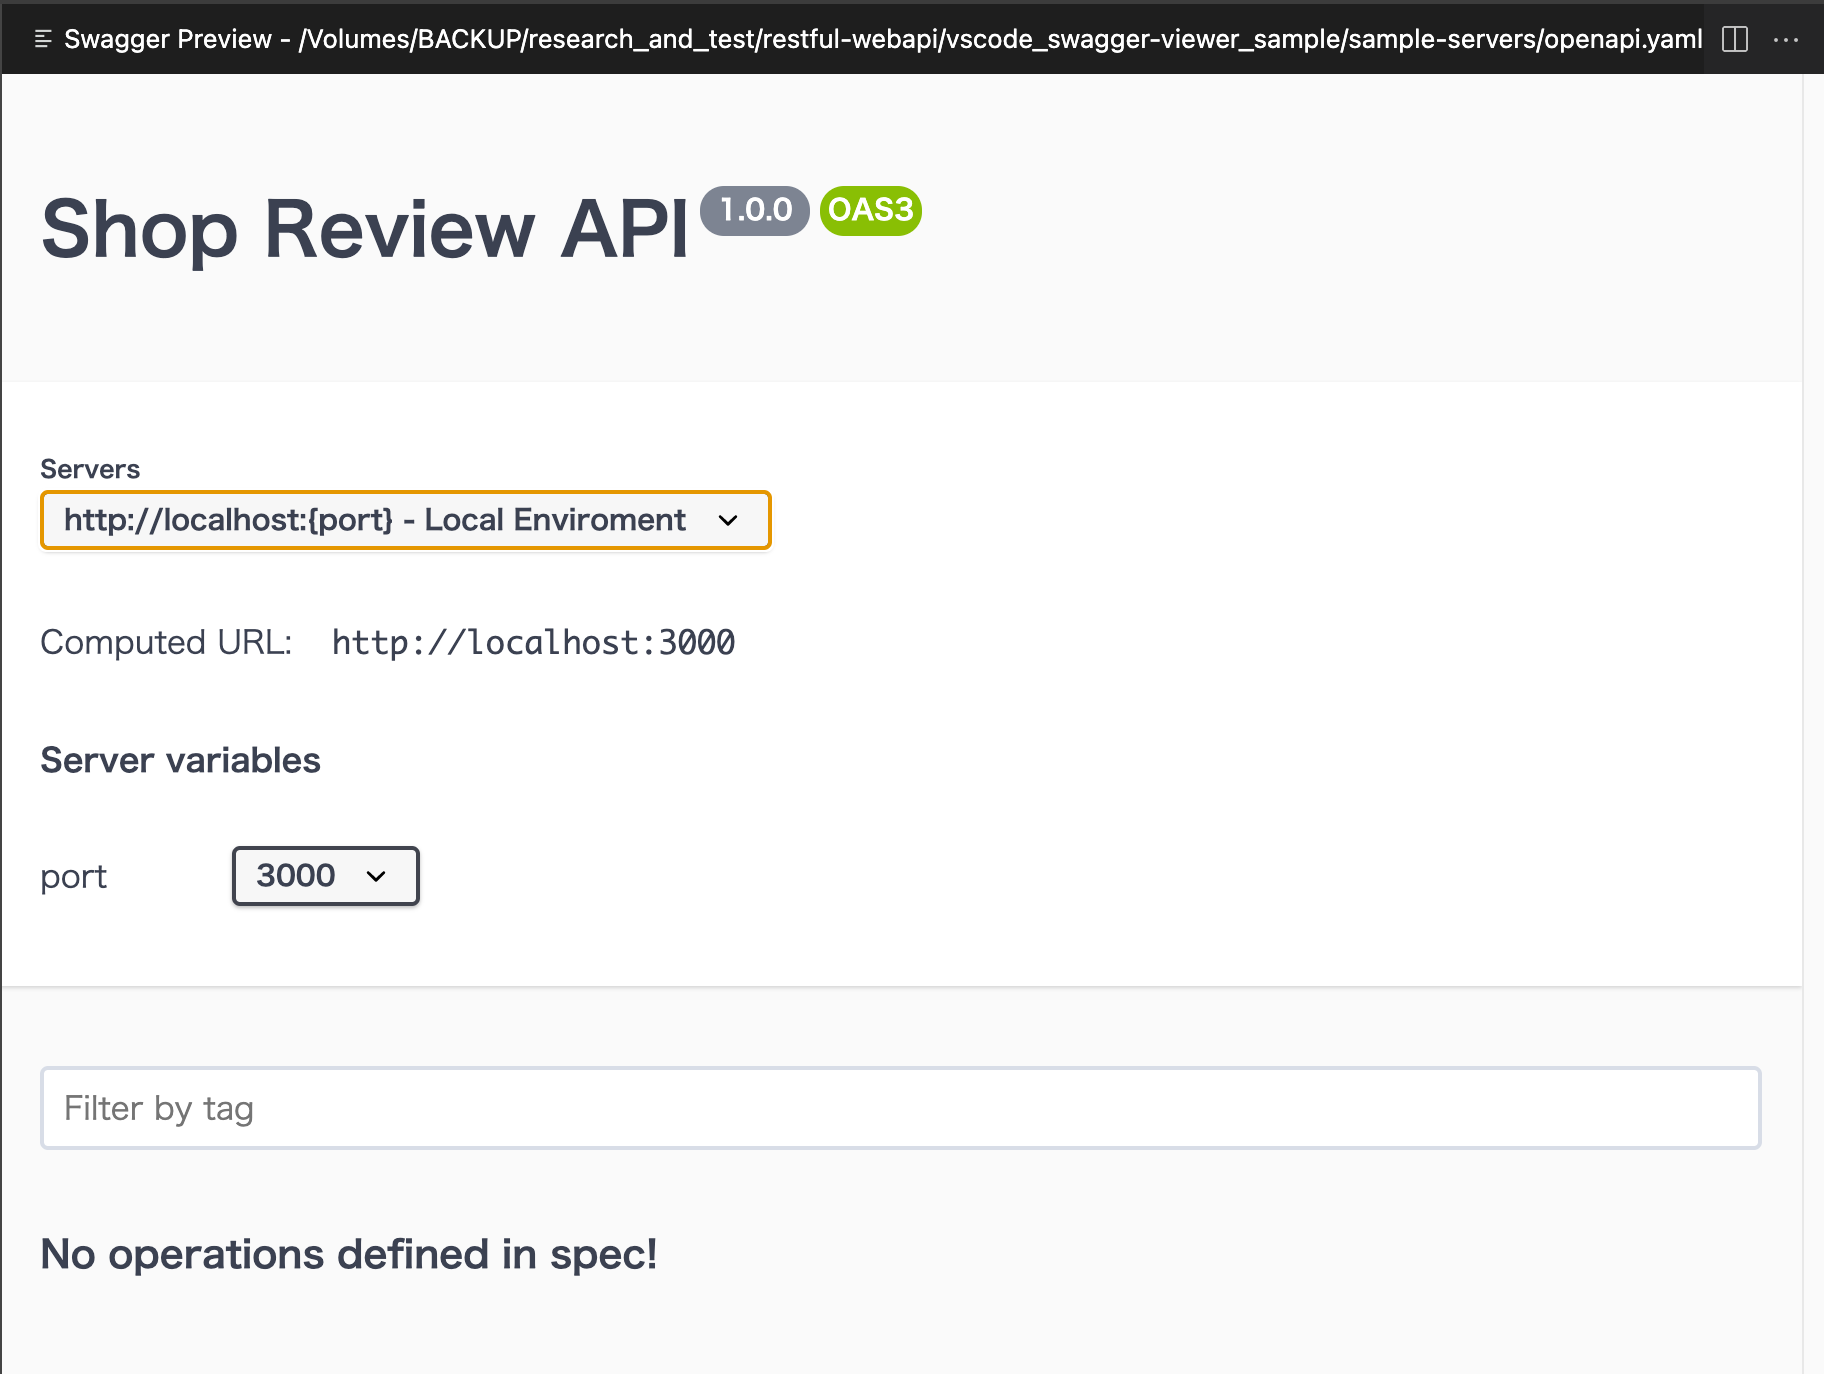 Swagger Preview - /Volumes/BACKUP/research_and_test/restful-webapi/vscode_swagger-viewer_sample/sample-servers/openapi.yaml
Shop Review API 1.0.0 OAS3
Servers
http://localhost:{port} - Local Enviroment
Computed URL: http://localhost:3000
Server variables
port 3000
Filter by tag
No operations defined in spec!